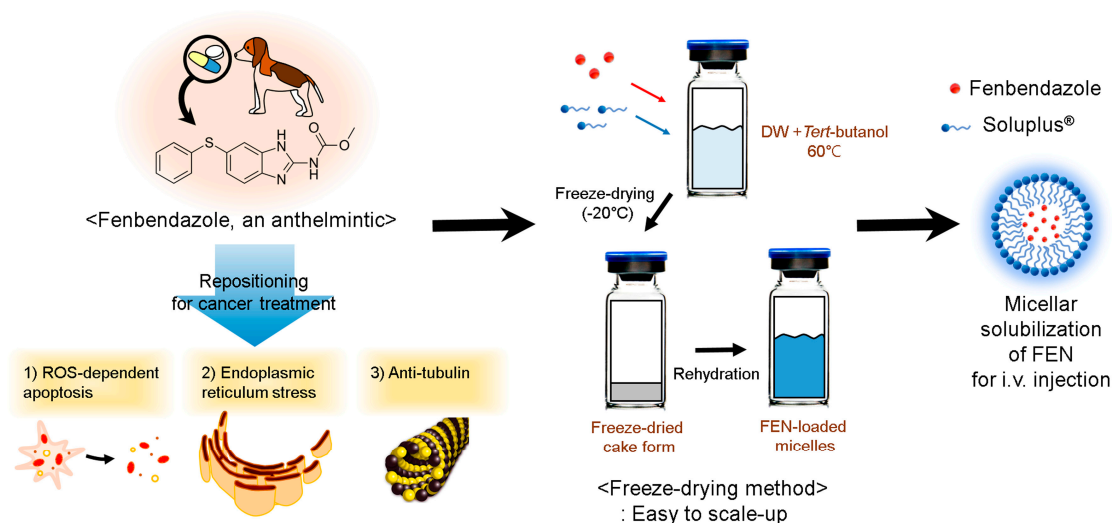 H
N
S
N
O
N
H
O
<Fenbendazole, an anthelmintic>
Repositioning
for cancer treatment
1) ROS-dependent
apoptosis
2) Endoplasmic
reticulum stress
3) Anti-tubulin
DW +Tert-butanol
60℃
Freeze-drying
(-20°C)
Rehydration
Freeze-dried
cake form
FEN-loaded
micelles
<Freeze-drying method>
: Easy to scale-up
Fenbendazole
Soluplus®
Micellar
solubilization
of FEN
for i.v. injection